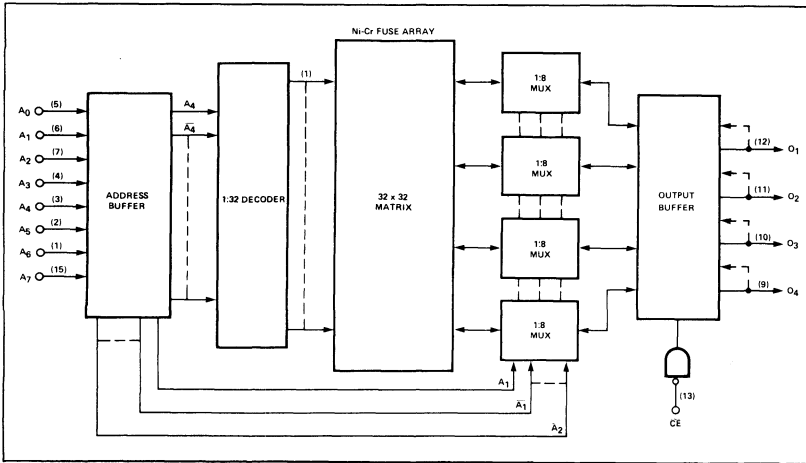 Ni-Cr FUSE ARRAY
A0 (5)
A1 (6)
A2 (7)
A3 (4)
A4 (3)
A5 (2)
A6 (1)
A7 (15)
ADDRESS
BUFFER
A4
A̅4
1:32 DECODER
(1)
32 x 32
MATRIX
1:8
MUX
1:8
MUX
1:8
MUX
1:8
MUX
OUTPUT
BUFFER
(12) O1
(11) O2
(10) O3
(9) O4
(13)
C̅E̅
A1
A̅1
A̅2